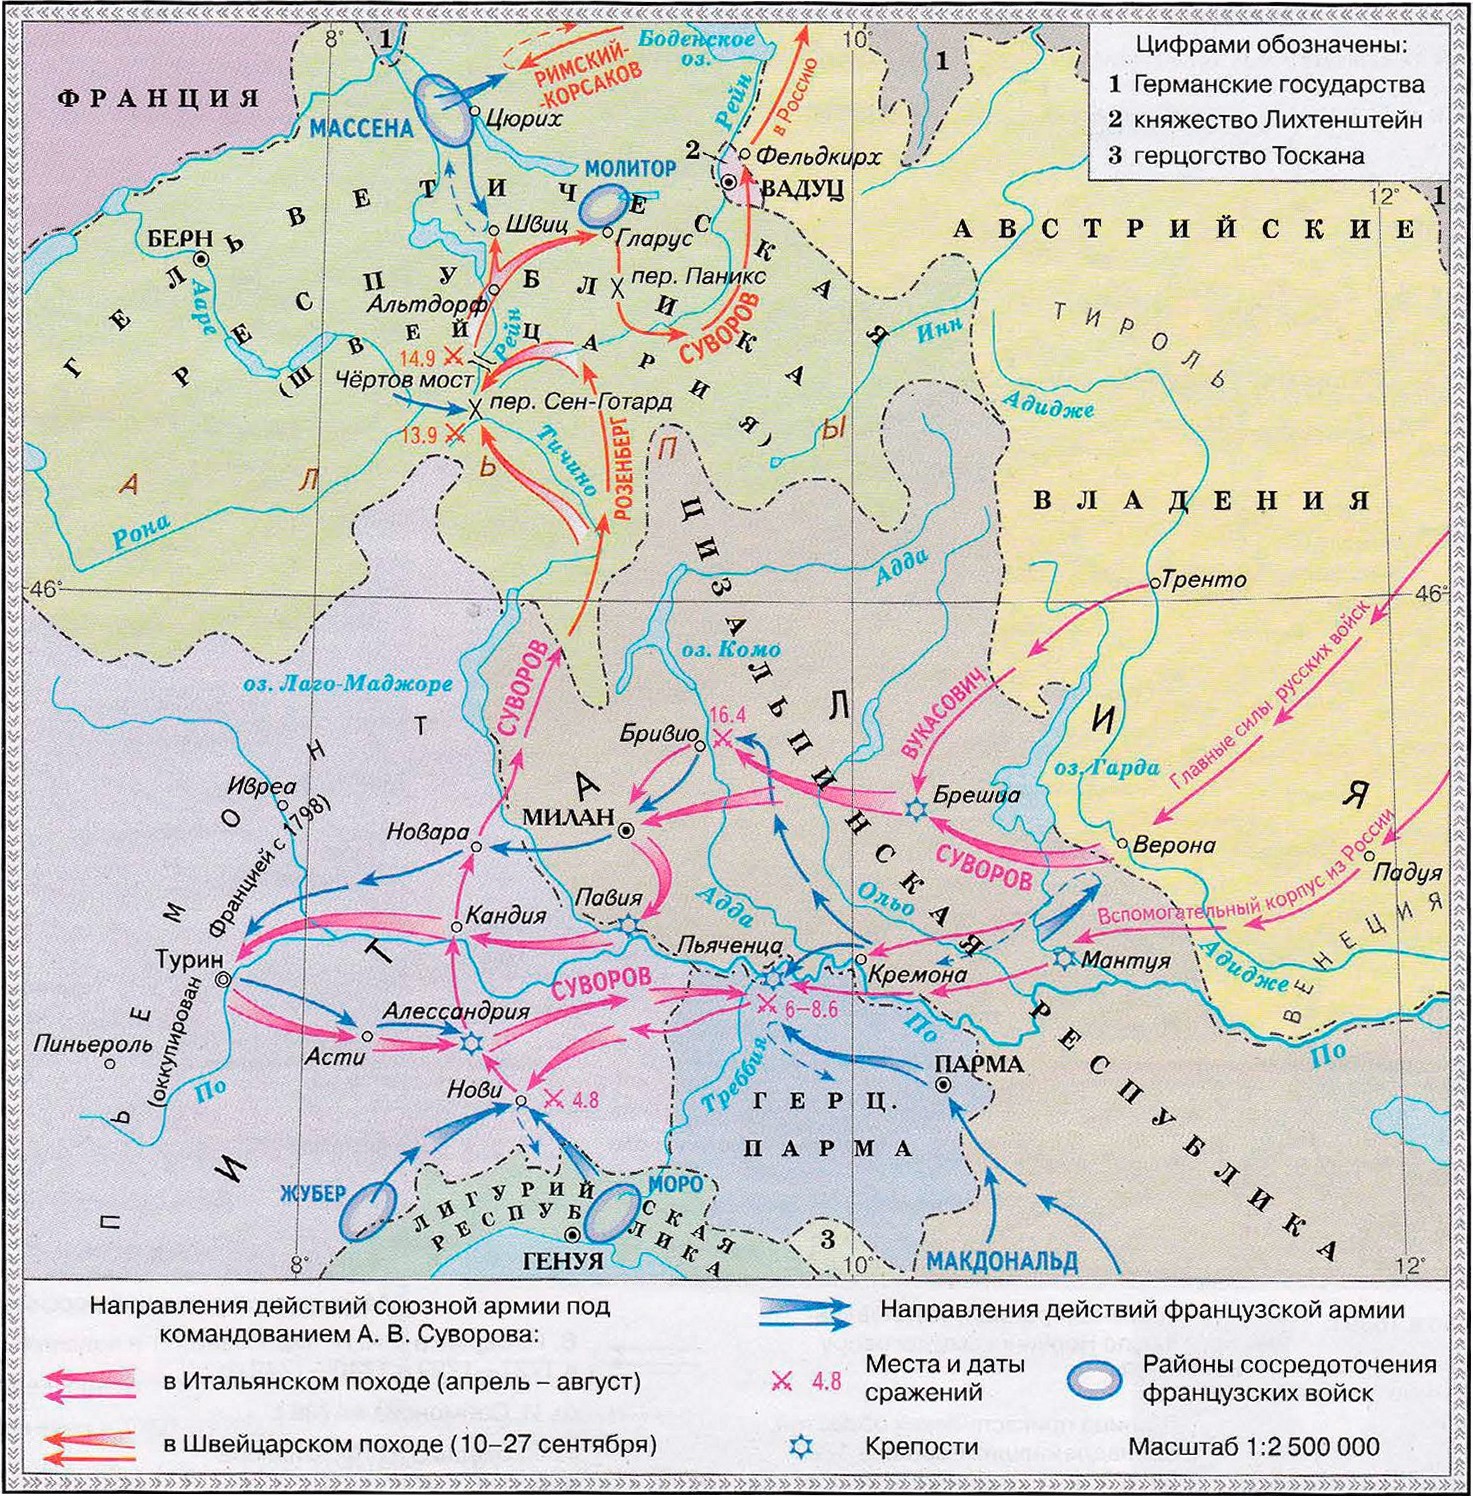 8°
1
Боденское
оз.
10°
1
Цифрами обозначены:
1 Германские государства
2 княжество Лихтенштейн
3 герцогство Тоскана
ФРАНЦИЯ
РИМСКИЙ-
-КОРСАКОВ
в Россию
Рейн
МАССЕНА
Цюрих
2
Фельдкирх
ВАДУЦ
МОЛИТОР
12°
1
ГЕЛЬВЕТИЧЕСКАЯ
РЕСПУБЛИКА
(ШВЕЙЦАРИЯ)
АВСТРИЙСКИЕ
ВЛАДЕНИЯ
БЕРН
Ааре
Швиц
Гларус
пер. Паникс
Альтдорф
Рейн
СУВОРОВ
Инн
ТИРОЛЬ
14.9
Чёртов мост
пер. Сен-Готард
13.9
Адидже
Тичино
РОЗЕНБЕРГ
АЛЬПЫ
Рона
ЦИЗАЛЬПИНСКАЯ
РЕСПУБЛИКА
Адда
46°
46°
Тренто
оз. Комо
оз. Лаго-Маджоре
СУВОРОВ
ВУКАСОВИЧ
Главные силы русских войск
ИТАЛИЯ
16.4
Бривио
оз. Гарда
Ивреа
Брешиа
МИЛАН
Новара
СУВОРОВ
Верона
Падуя
ПЬЕМОНТ
(оккупирован Францией с 1798)
Павия
Адда
Ольо
Вспомогательный корпус из России
Кандия
Пьяченца
Турин
Кремона
Мантуя
Адидже
ВЕНЕЦИЯ
СУВОРОВ
6–8.6
Алессандрия
Асти
Пиньероль
По
По
По
Треббия
ПАРМА
Нови
4.8
ГЕРЦ.
ПАРМА
ЖУБЕР
МОРО
ЛИГУРИЙСКАЯ
РЕСПУБЛИКА
ГЕНУЯ
3
МАКДОНАЛЬД
8°
10°
12°
Направления действий союзной армии под
командованием А. В. Суворова:
в Итальянском походе (апрель – август)
в Швейцарском походе (10–27 сентября)
Направления действий французской армии
4.8
Места и даты
сражений
Районы сосредоточения
французских войск
Крепости
Масштаб 1:2 500 000